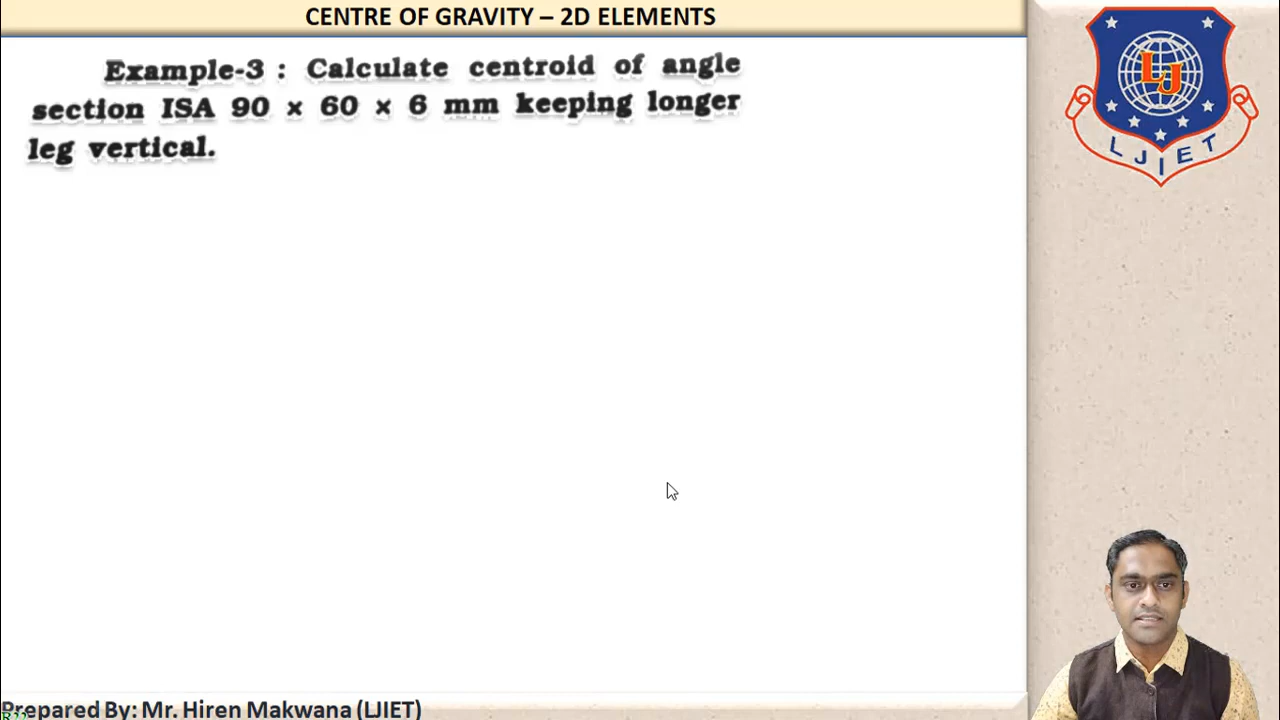 CENTRE OF GRAVITY – 2D ELEMENTS
Example-3 : Calculate centroid of angle
section ISA 90 × 60 × 6 mm keeping longer
leg vertical.
LJ
LJIET
Prepared By: Mr. Hiren Makwana (LJIET)